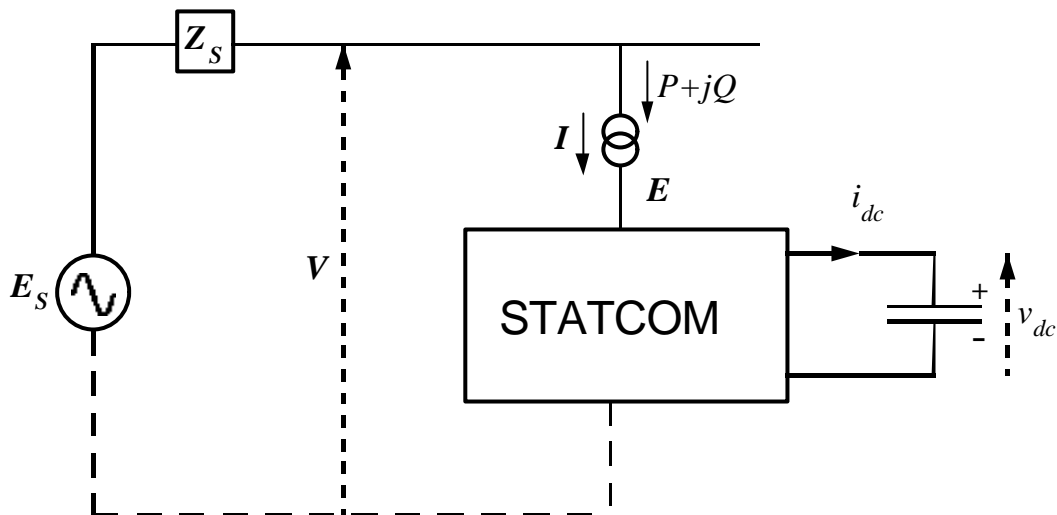 Z_S
P+jQ
I
E
i_dc
E_S
V
STATCOM
+
-
v_dc